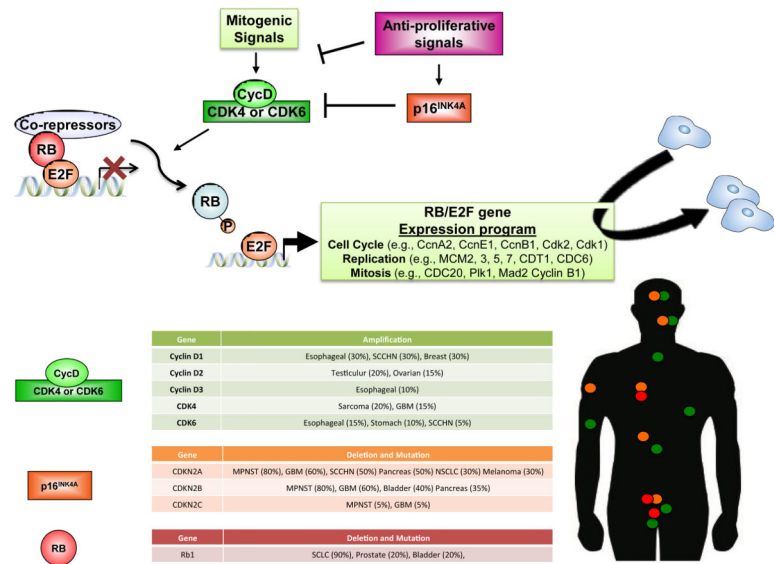 Mitogenic
Signals
Anti-proliferative
signals
CycD
CDK4 or CDK6
p16INK4A
Co-repressors
RB
E2F
RB
P
E2F
RB/E2F gene
Expression program
Cell Cycle (e.g., CcnA2, CcnE1, CcnB1, Cdk2, Cdk1)
Replication (e.g., MCM2, 3, 5, 7, CDT1, CDC6)
Mitosis (e.g., CDC20, Plk1, Mad2 Cyclin B1)
CycD
CDK4 or CDK6
Gene Amplification
Cyclin D1 Esophageal (30%), SCCHN (30%), Breast (30%)
Cyclin D2 Testiculur (20%), Ovarian (15%)
Cyclin D3 Esophageal (10%)
CDK4 Sarcoma (20%), GBM (15%)
CDK6 Esophageal (15%), Stomach (10%), SCCHN (5%)
p16INK4A
Gene Deletion and Mutation
CDKN2A MPNST (80%), GBM (60%), SCCHN (50%) Pancreas (50%) NSCLC (30%) Melanoma (30%)
CDKN2B MPNST (80%), GBM (60%), Bladder (40%) Pancreas (35%)
CDKN2C MPNST (5%), GBM (5%)
RB
Gene Deletion and Mutation
Rb1 SCLC (90%), Prostate (20%), Bladder (20%),